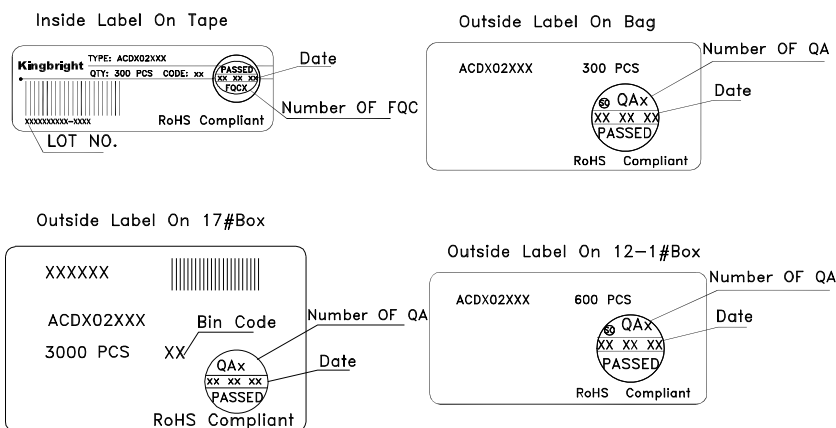 Inside Label On Tape
Kingbright
TYPE: ACDX02XXX
QTY: 300 PCS CODE: xx
PASSED
XX XX XX
FQCX
Date
Number OF FQC
XXXXXXXXXX-XXXX
RoHS Compliant
LOT NO.
Outside Label On Bag
ACDX02XXX 300 PCS
Number OF QA
QAx
Date
XX XX XX
PASSED
RoHS Compliant
Outside Label On 17#Box
XXXXXX
ACDX02XXX
Bin Code
Number OF QA
3000 PCS XX
QAx
Date
XX XX XX
PASSED
RoHS Compliant
Outside Label On 12-1#Box
ACDX02XXX 600 PCS
Number OF QA
QAx
Date
XX XX XX
PASSED
RoHS Compliant